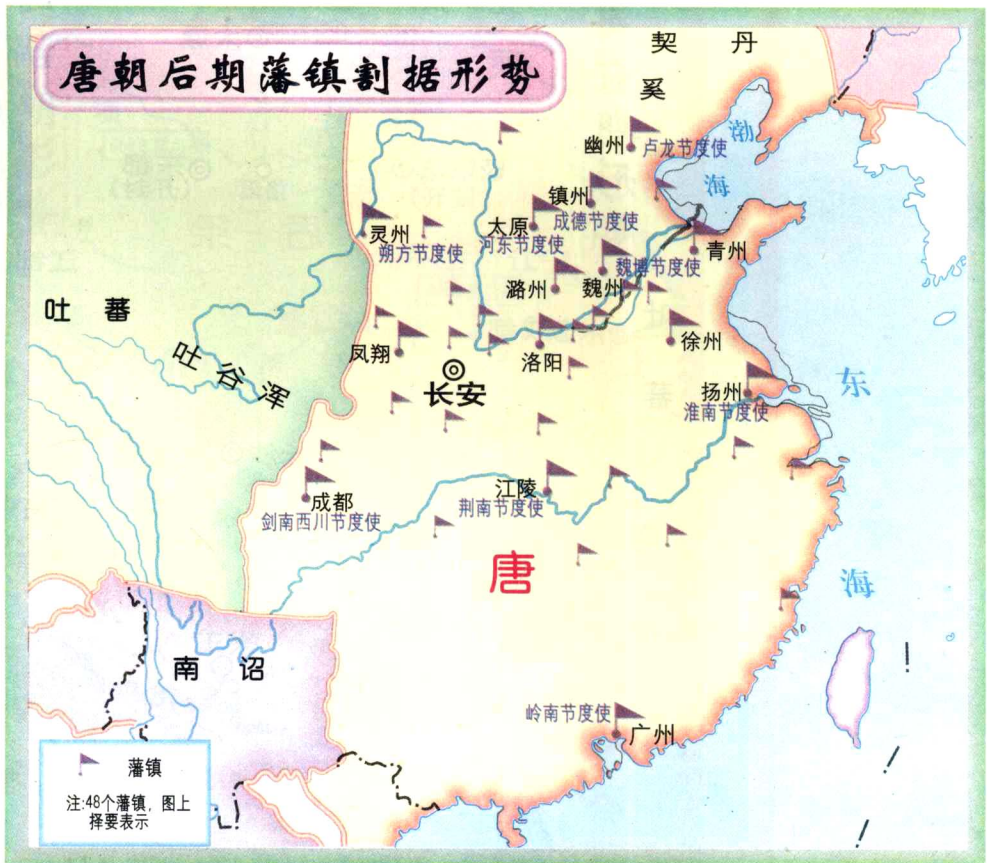 唐朝后期藩镇割据形势
契丹
奚
幽州
卢龙节度使
渤海
镇州
成德节度使
太原
河东节度使
灵州
朔方节度使
青州
魏博节度使
潞州
魏州
吐蕃
吐谷浑
凤翔
洛阳
徐州
长安
扬州
淮南节度使
东海
成都
剑南西川节度使
江陵
荆南节度使
唐
南诏
岭南节度使
广州
藩镇
注:48个藩镇，图上
择要表示